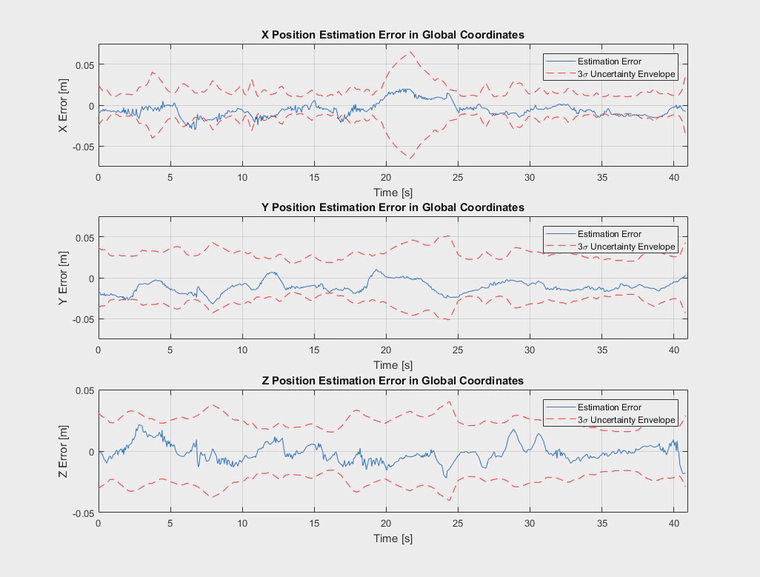 X Position Estimation Error in Global Coordinates
0.05
0
-0.05
X Error [m]
Estimation Error
3σ Uncertainty Envelope
0 5 10 15 20 25 30 35 40
Time [s]
Y Position Estimation Error in Global Coordinates
0.05
0
-0.05
Y Error [m]
Estimation Error
3σ Uncertainty Envelope
0 5 10 15 20 25 30 35 40
Time [s]
Z Position Estimation Error in Global Coordinates
0.05
0
-0.05
Z Error [m]
Estimation Error
3σ Uncertainty Envelope
0 5 10 15 20 25 30 35 40
Time [s]